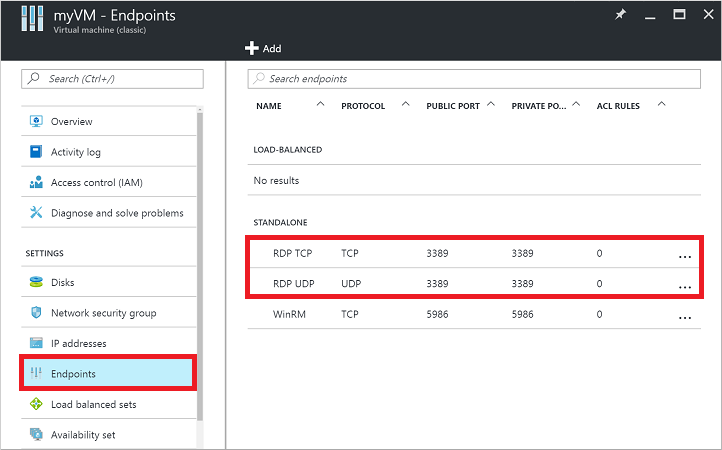 myVM - Endpoints
Virtual machine (classic)
Add
Search (Ctrl+/)
Overview
Activity log
Access control (IAM)
Diagnose and solve problems
SETTINGS
Disks
Network security group
IP addresses
Endpoints
Load balanced sets
Availability set
Search endpoints
NAME PROTOCOL PUBLIC PORT PRIVATE PO... ACL RULES
LOAD-BALANCED
No results
STANDALONE
RDP TCP TCP 3389 3389 0 ...
RDP UDP UDP 3389 3389 0 ...
WinRM TCP 5986 5986 0 ...